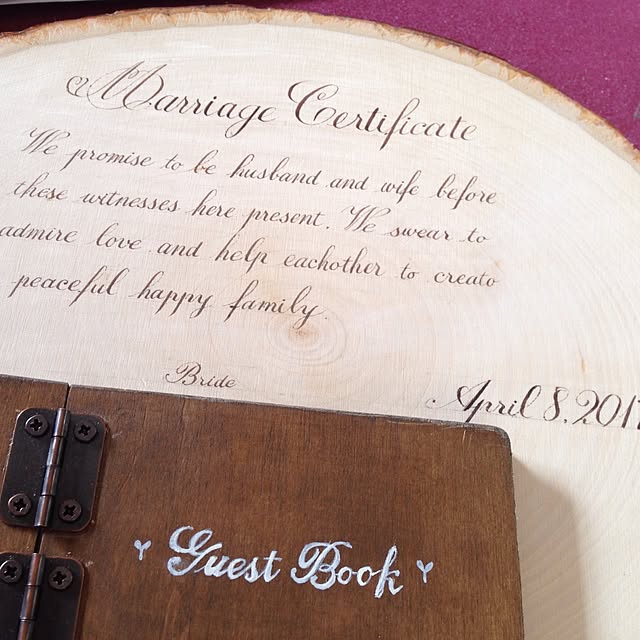 Marriage Certificate
We promise to be husband and wife before
these witnesses here present. We swear to
admire love and help eachother to creato
peaceful happy family.
Bride
April 8, 2017
Guest Book